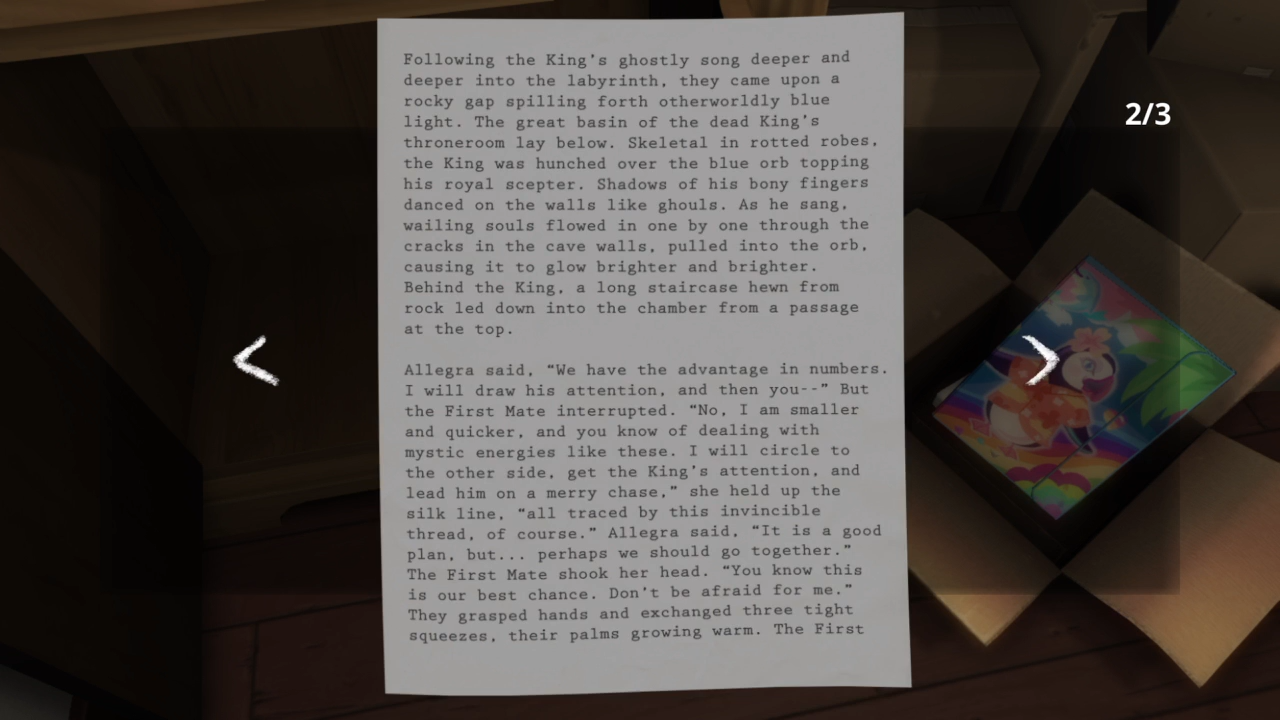 Following the King's ghostly song deeper and
deeper into the labyrinth, they came upon a
rocky gap spilling forth otherworldly blue
light. The great basin of the dead King's
throneroom lay below. Skeletal in rotted robes,
the King was hunched over the blue orb topping
his royal scepter. Shadows of his bony fingers
danced on the walls like ghouls. As he sang,
wailing souls flowed in one by one through the
cracks in the cave walls, pulled into the orb,
causing it to glow brighter and brighter.
Behind the King, a long staircase hewn from
rock led down into the chamber from a passage
at the top.
Allegra said, “We have the advantage in numbers.
I will draw his attention, and then you--” But
the First Mate interrupted. “No, I am smaller
and quicker, and you know of dealing with
mystic energies like these. I will circle to
the other side, get the King's attention, and
lead him on a merry chase,” she held up the
silk line, “all traced by this invincible
thread, of course.” Allegra said, “It is a good
plan, but... perhaps we should go together.”
The First Mate shook her head. “You know this
is our best chance. Don't be afraid for me.”
They grasped hands and exchanged three tight
squeezes, their palms growing warm. The First
2/3